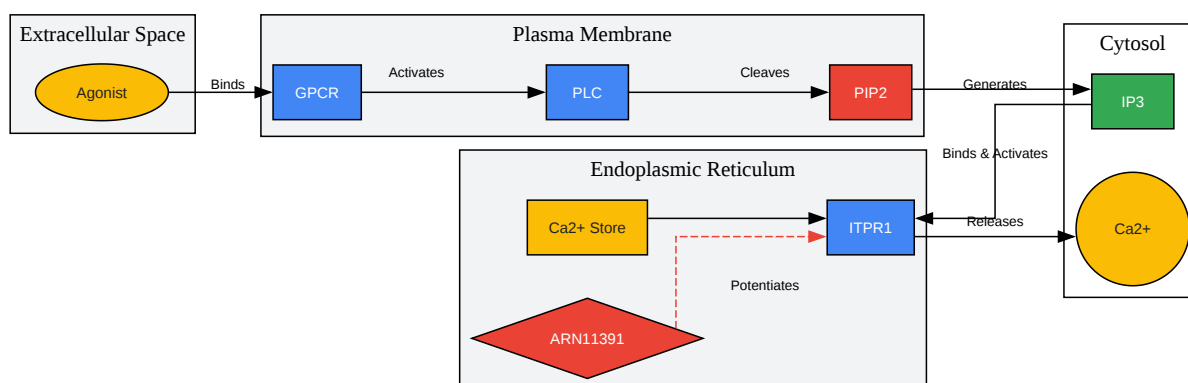 Extracellular Space
Plasma Membrane
Cytosol
Agonist
Binds
GPCR
Activates
PLC
Cleaves
PIP2
Generates
IP3
Binds & Activates
Endoplasmic Reticulum
Ca2+ Store
ITPR1
Releases
Ca2+
Potentiates
ARN11391